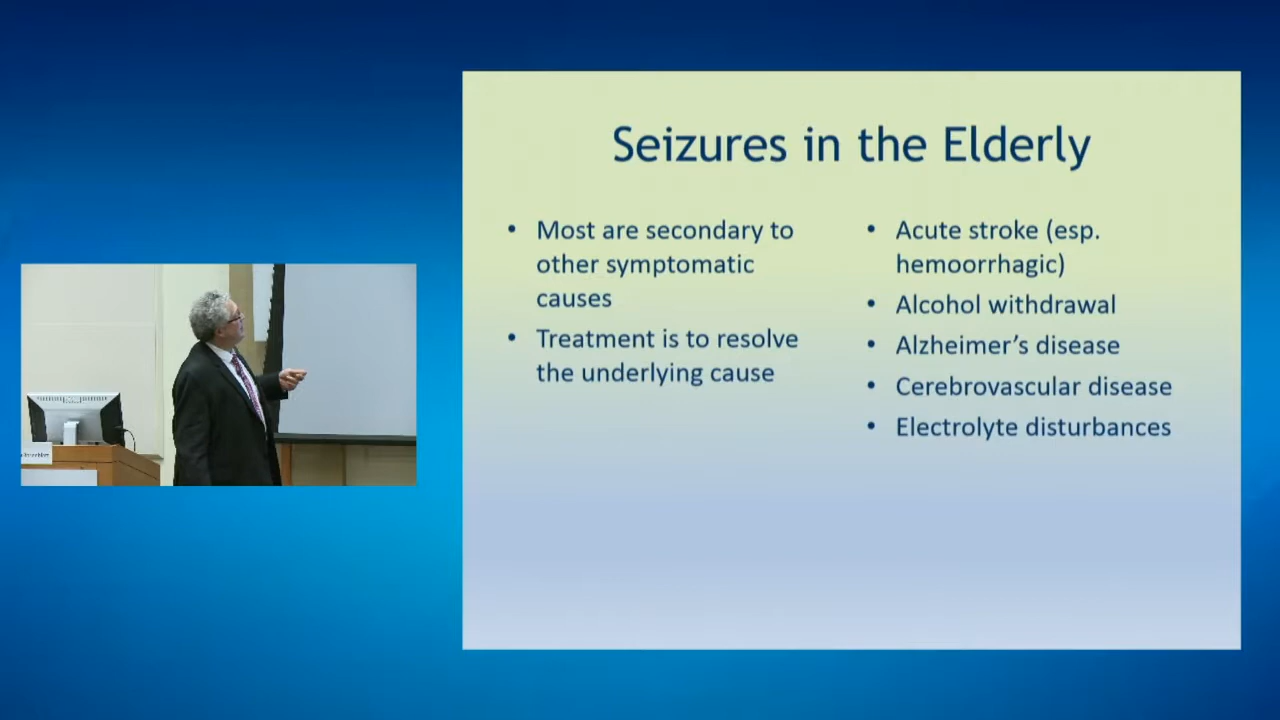 Seizures in the Elderly
• Most are secondary to
other symptomatic
causes
• Treatment is to resolve
the underlying cause
• Acute stroke (esp.
hemoorrhagic)
• Alcohol withdrawal
• Alzheimer’s disease
• Cerebrovascular disease
• Electrolyte disturbances